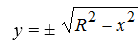 y = ± √(R² − x²)